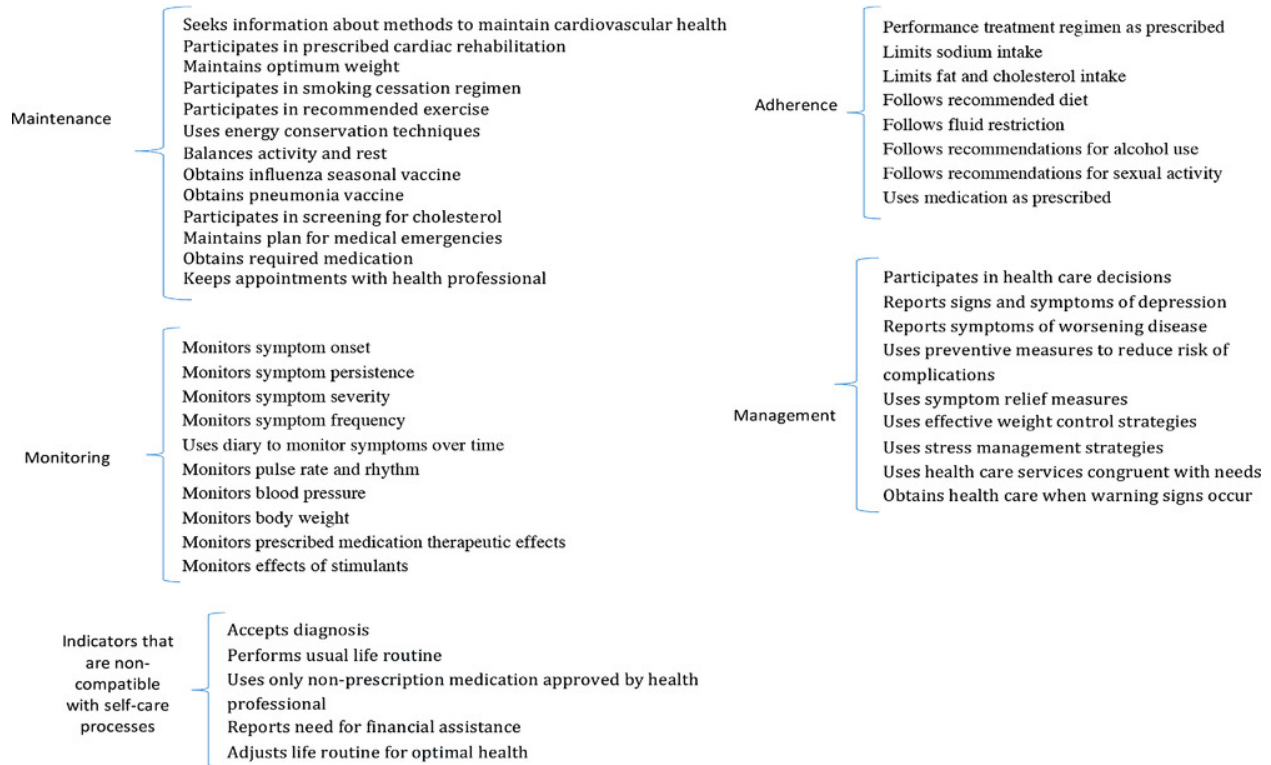 Maintenance
Seeks information about methods to maintain cardiovascular health
Participates in prescribed cardiac rehabilitation
Maintains optimum weight
Participates in smoking cessation regimen
Participates in recommended exercise
Uses energy conservation techniques
Balances activity and rest
Obtains influenza seasonal vaccine
Obtains pneumonia vaccine
Participates in screening for cholesterol
Maintains plan for medical emergencies
Obtains required medication
Keeps appointments with health professional
Adherence
Performance treatment regimen as prescribed
Limits sodium intake
Limits fat and cholesterol intake
Follows recommended diet
Follows fluid restriction
Follows recommendations for alcohol use
Follows recommendations for sexual activity
Uses medication as prescribed
Monitoring
Monitors symptom onset
Monitors symptom persistence
Monitors symptom severity
Monitors symptom frequency
Uses diary to monitor symptoms over time
Monitors pulse rate and rhythm
Monitors blood pressure
Monitors body weight
Monitors prescribed medication therapeutic effects
Monitors effects of stimulants
Management
Participates in health care decisions
Reports signs and symptoms of depression
Reports symptoms of worsening disease
Uses preventive measures to reduce risk of
complications
Uses symptom relief measures
Uses effective weight control strategies
Uses stress management strategies
Uses health care services congruent with needs
Obtains health care when warning signs occur
Indicators that
are non-
compatible
with self-care
processes
Accepts diagnosis
Performs usual life routine
Uses only non-prescription medication approved by health
professional
Reports need for financial assistance
Adjusts life routine for optimal health